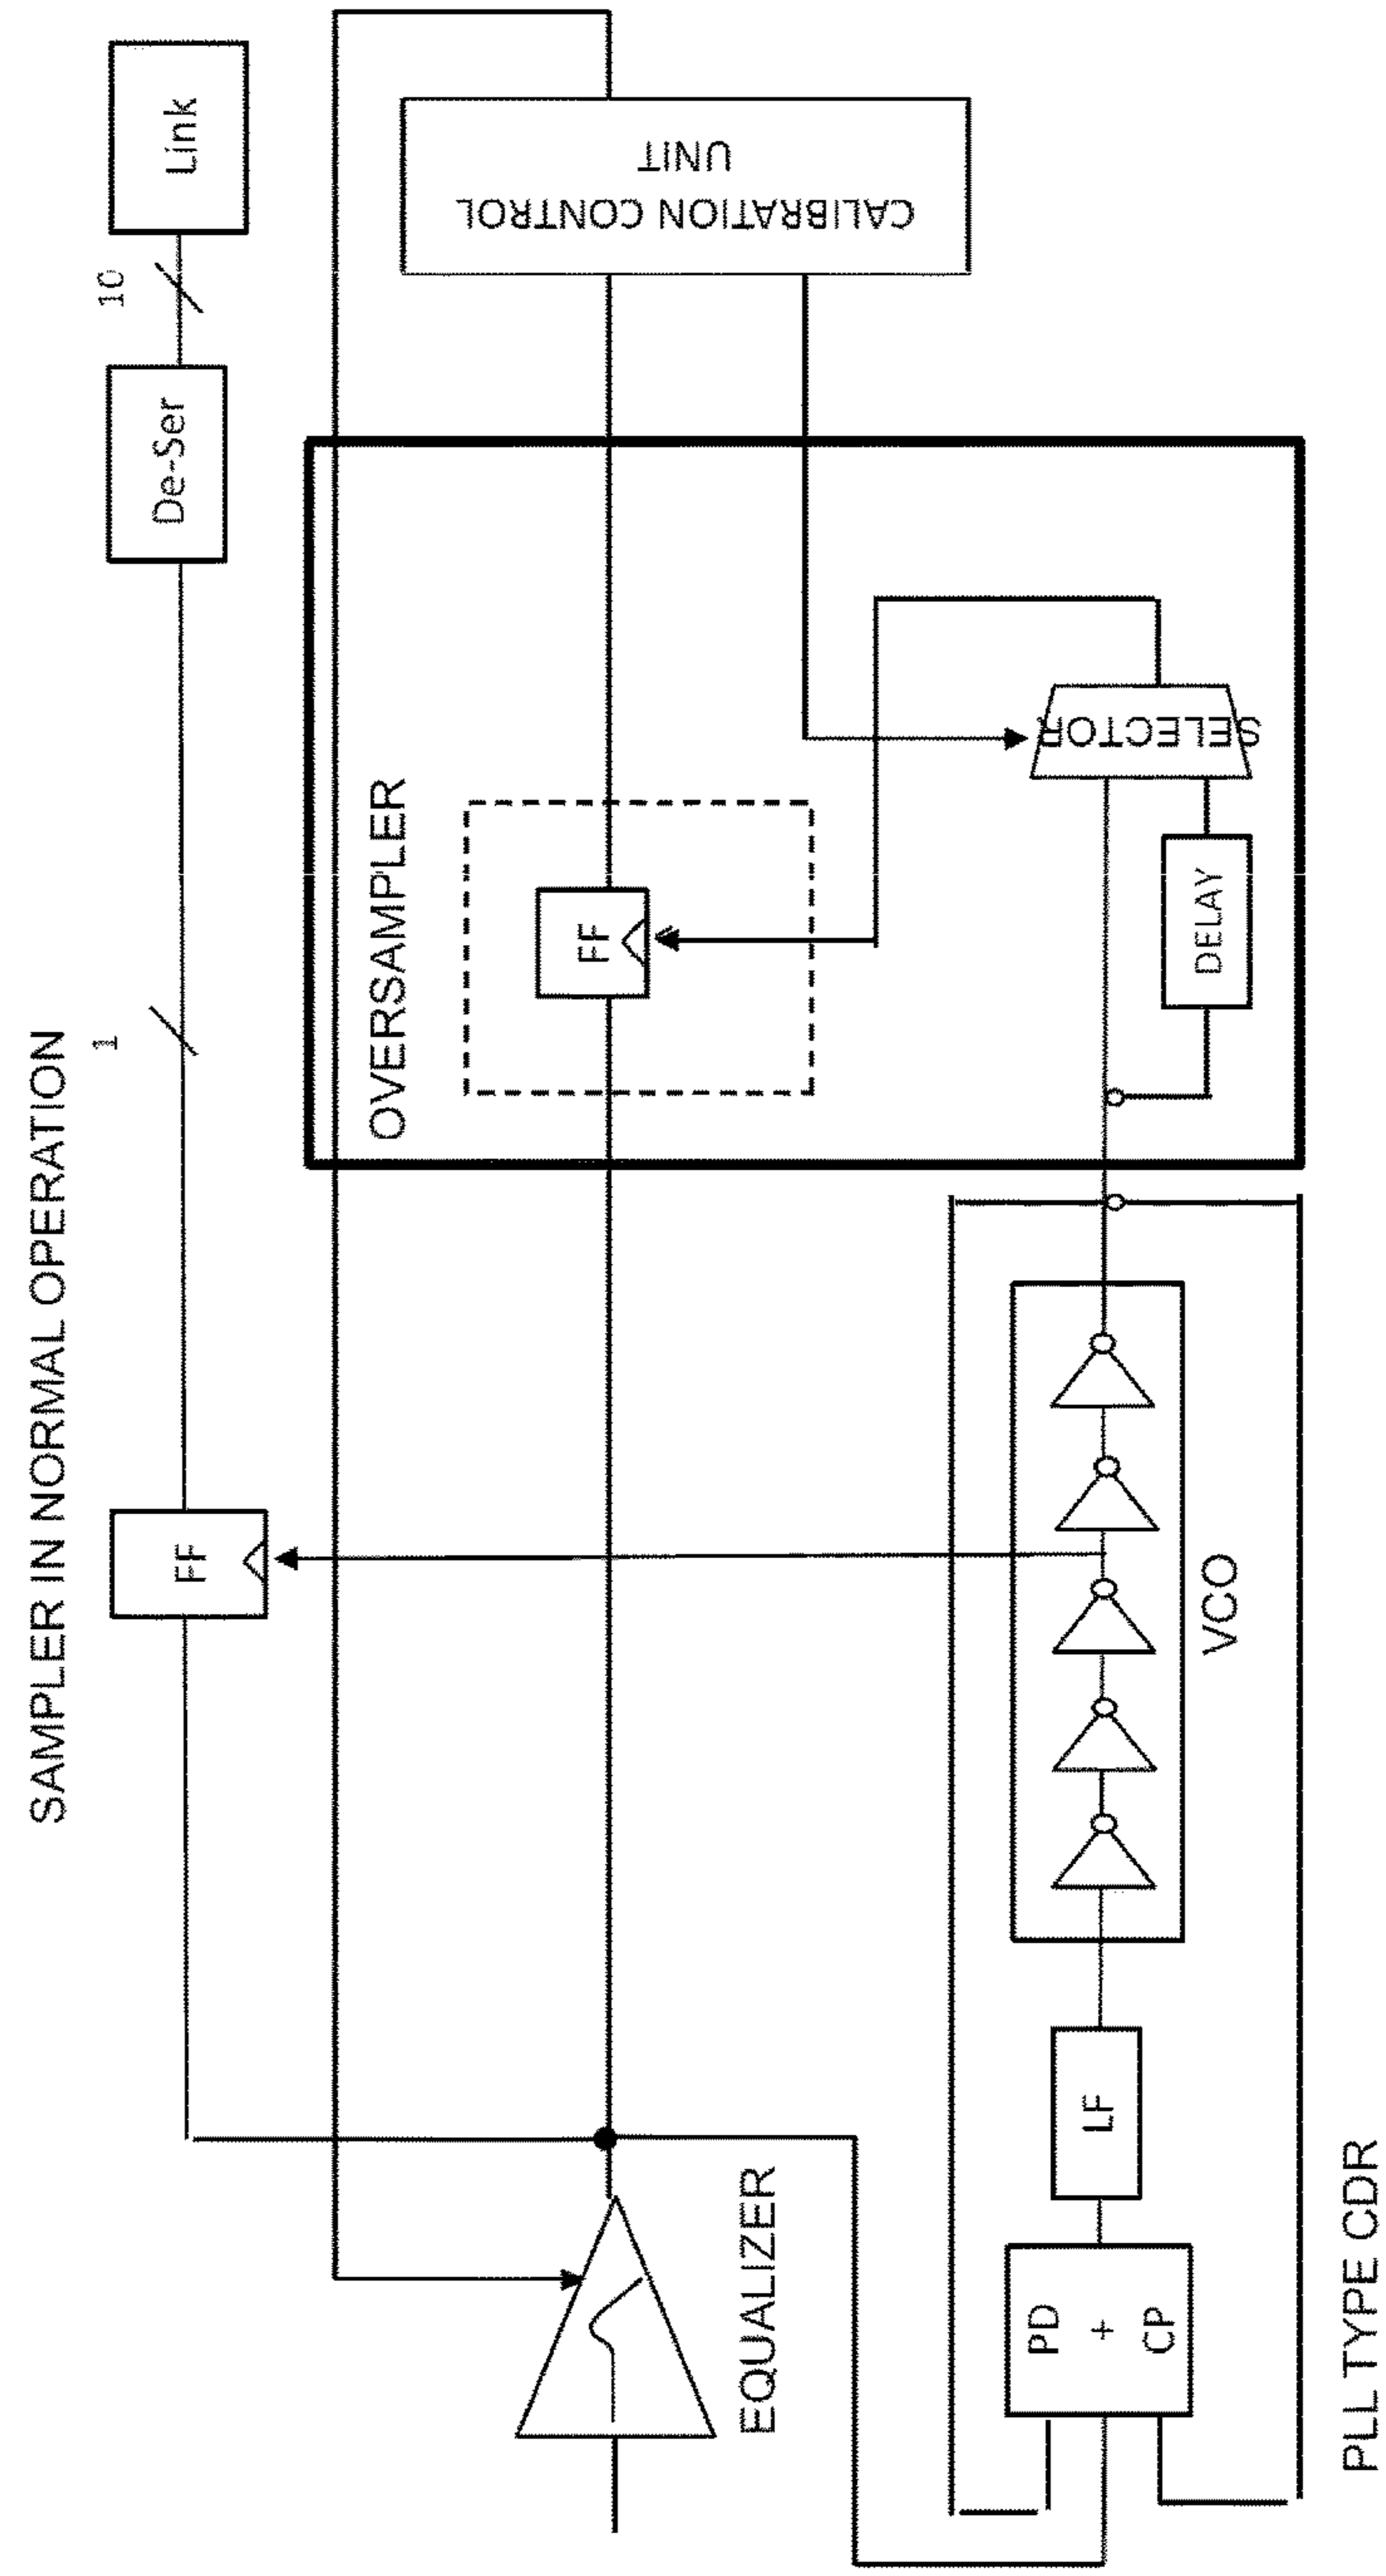 SAMPLER IN NORMAL OPERATION
FF
1
De-Ser
10
Link
EQUALIZER
OVERSAMPLER
FF
CALIBRATION CONTROL
UNIT
PD
+
CP
LF
VCO
DELAY
SELECTOR
PLL TYPE CDR